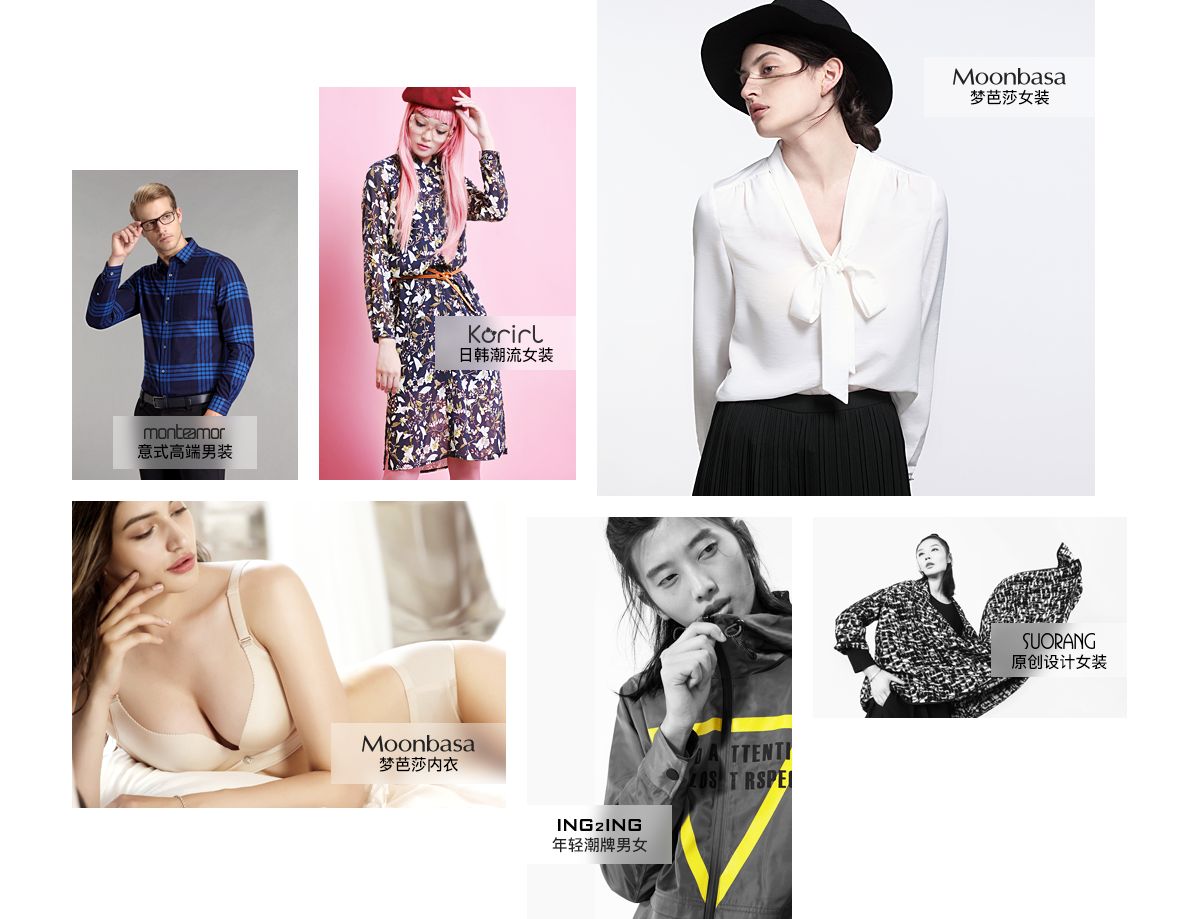 Moonbasa
梦芭莎女装
Korirl
日韩潮流女装
monteamor
意式高端男装
Moonbasa
梦芭莎内衣
ATTENTI
RSPEC
SUORANG
原创设计女装
ING2ING
年轻潮牌男女